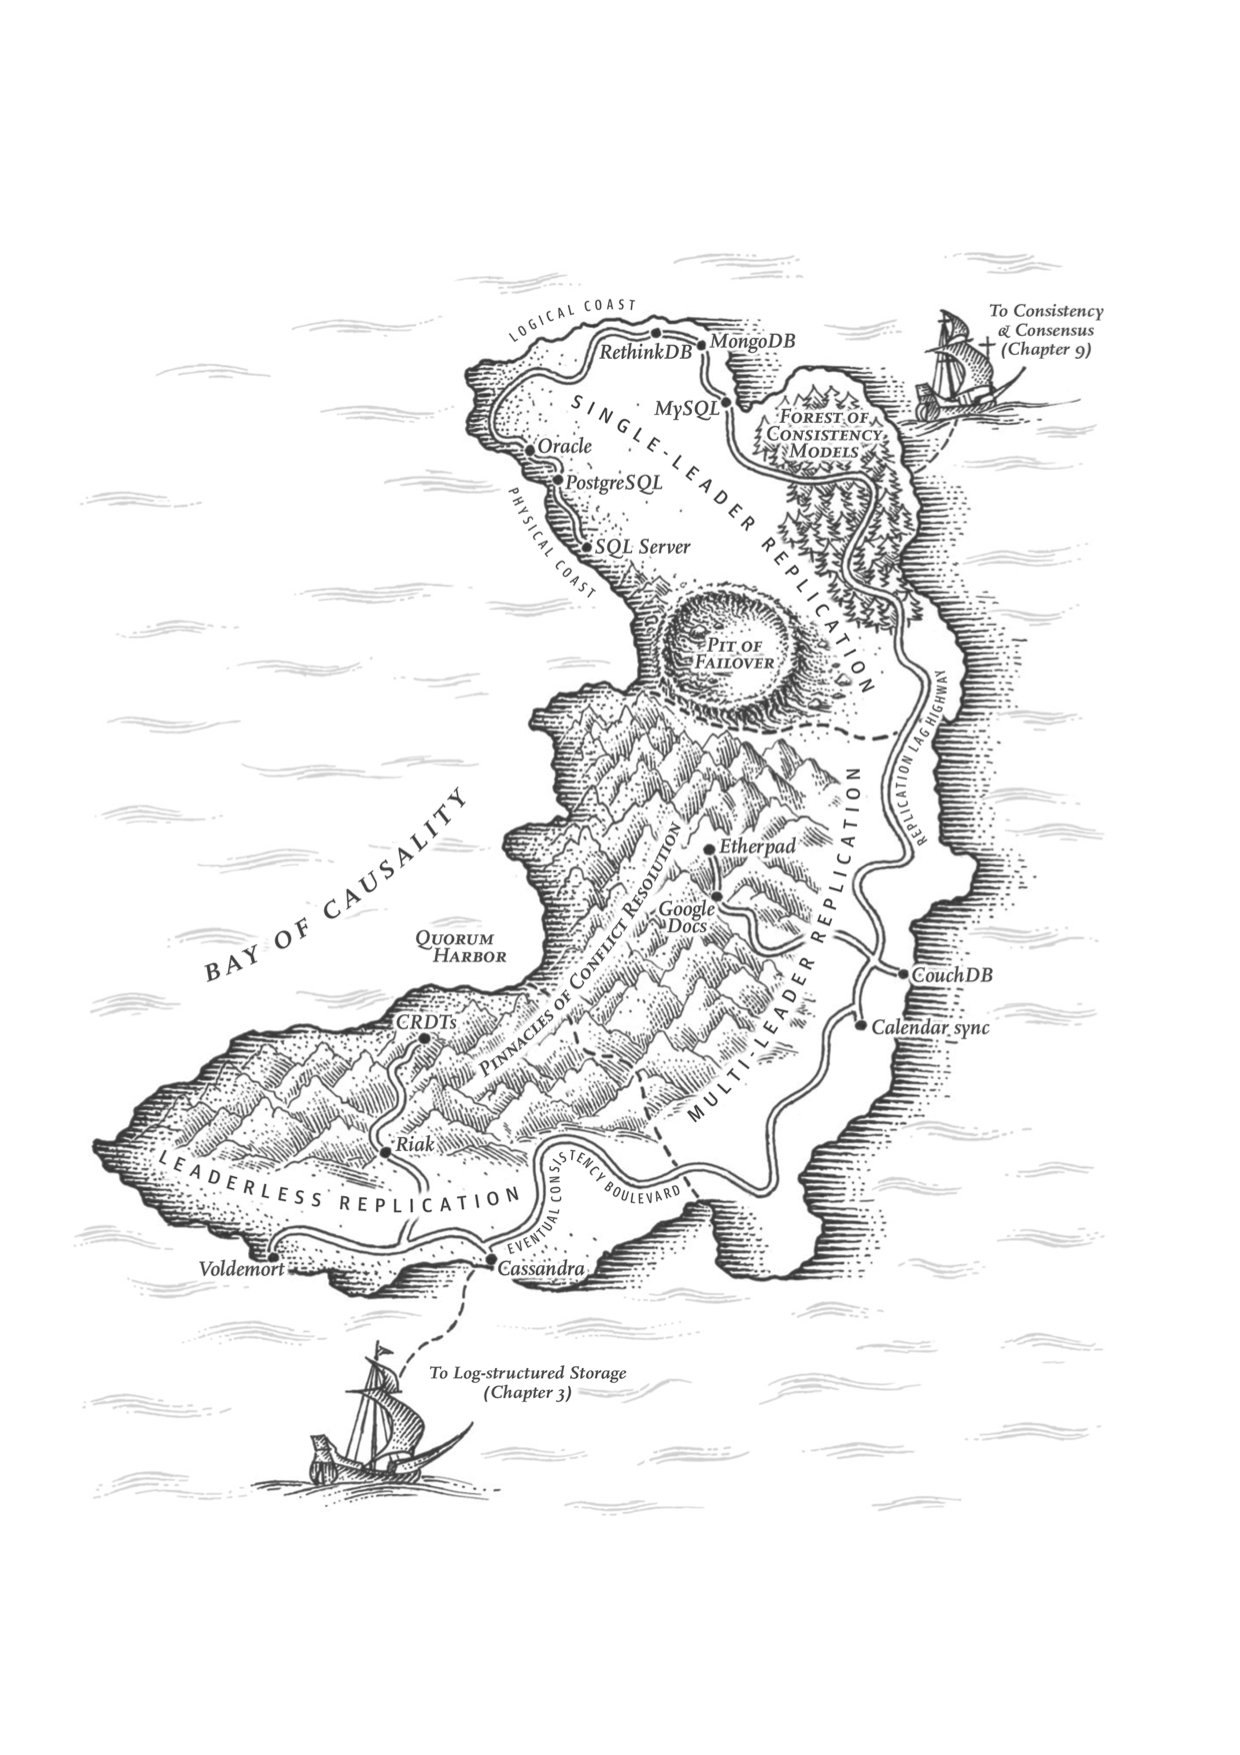 LOGICAL COAST
To Consistency
& Consensus
(Chapter 9)
RethinkDB
MongoDB
MySQL
SINGLE-LEADER REPLICATION
FOREST OF
CONSISTENCY
MODELS
Oracle
PostgreSQL
PHYSICAL COAST
SQL Server
PIT OF
FAILOVER
REPLICATION LAG HIGHWAY
BAY OF CAUSALITY
Etherpad
Google
Docs
PINNACLES OF CONFLICT RESOLUTION
MULTI-LEADER REPLICATION
QUORUM
HARBOR
CouchDB
CRDTs
Calendar sync
Riak
LEADERLESS REPLICATION
EVENTUAL CONSISTENCY BOULEVARD
Voldemort
Cassandra
To Log-structured Storage
(Chapter 3)